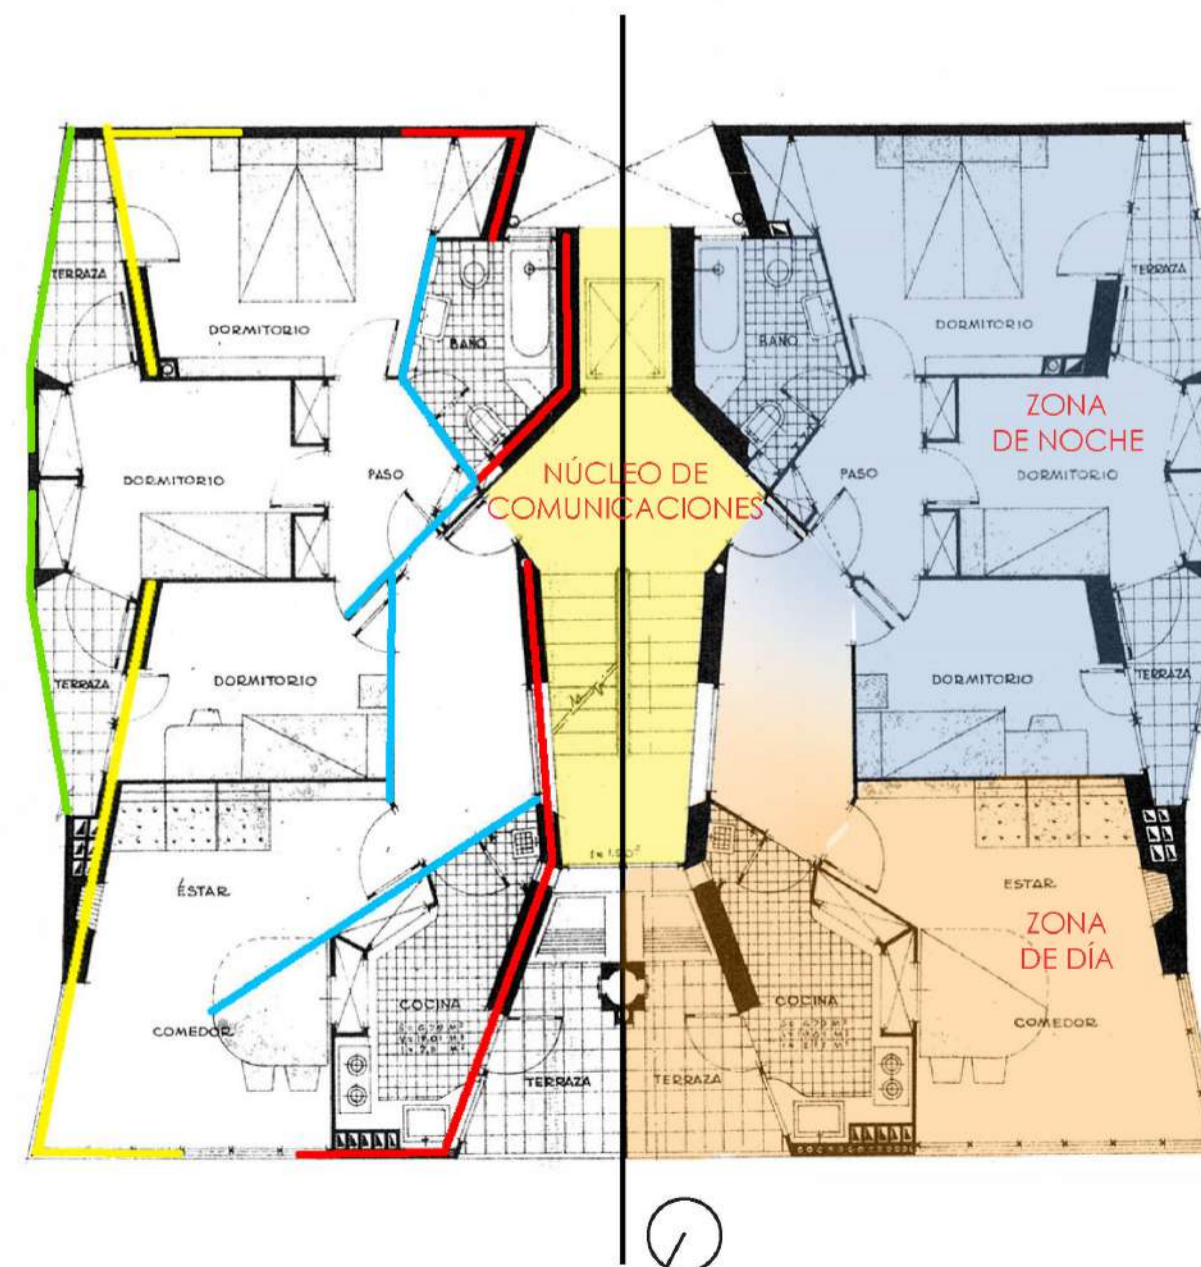 TERRAZA
DORMITORIO
BAÑO
DORMITORIO
PASO
TERRAZA
DORMITORIO
ÉSTAR
COMEDOR
COCINA
TERRAZA
NÚCLEO DE
COMUNICACIONES
BAÑO
DORMITORIO
TERRAZA
ZONA
DE NOCHE
PASO
DORMITORIO
DORMITORIO
TERRAZA
ESTAR
ZONA
DE DÍA
COCINA
COMEDOR
TERRAZA